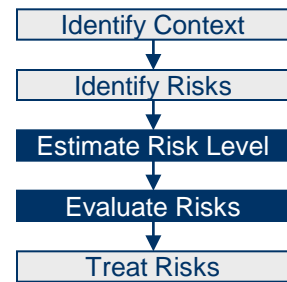 Identify Context
Identify Risks
Estimate Risk Level
Evaluate Risks
Treat Risks